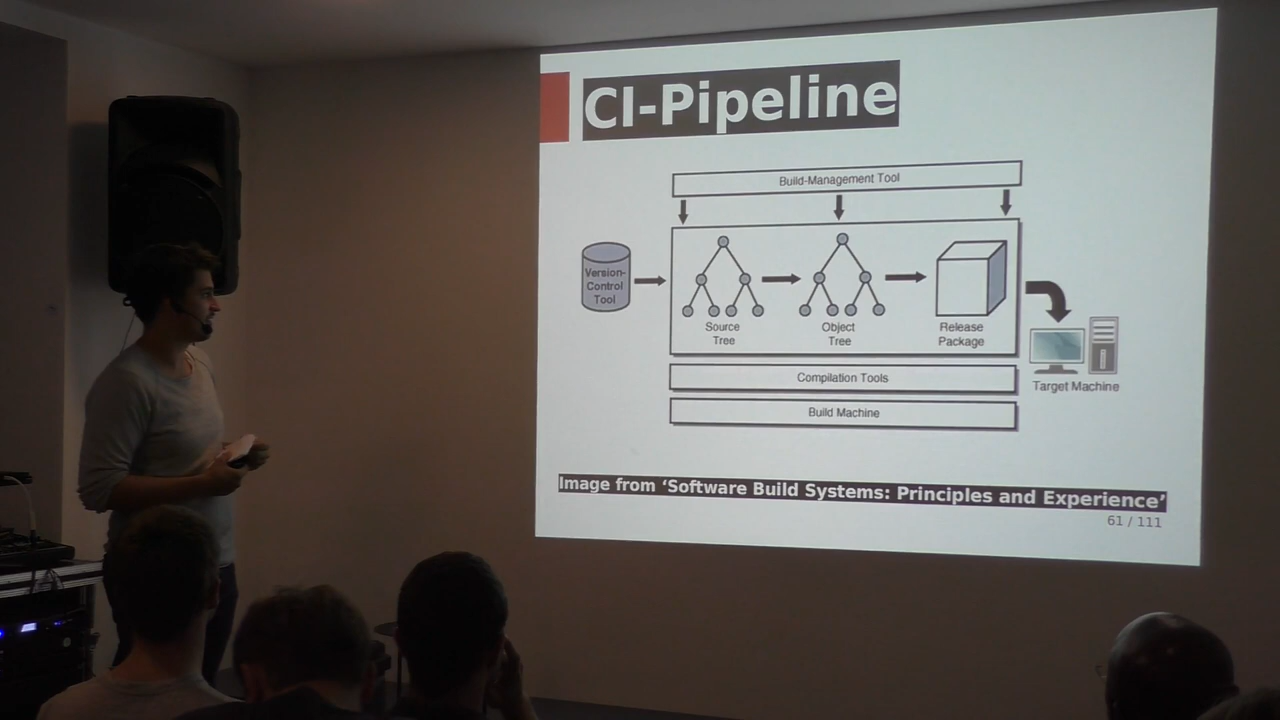 CI-Pipeline
Build-Management Tool
Version-
Control
Tool
Source
Tree
Object
Tree
Release
Package
Target Machine
Compilation Tools
Build Machine
Image from ‘Software Build Systems: Principles and Experience’
61 / 111